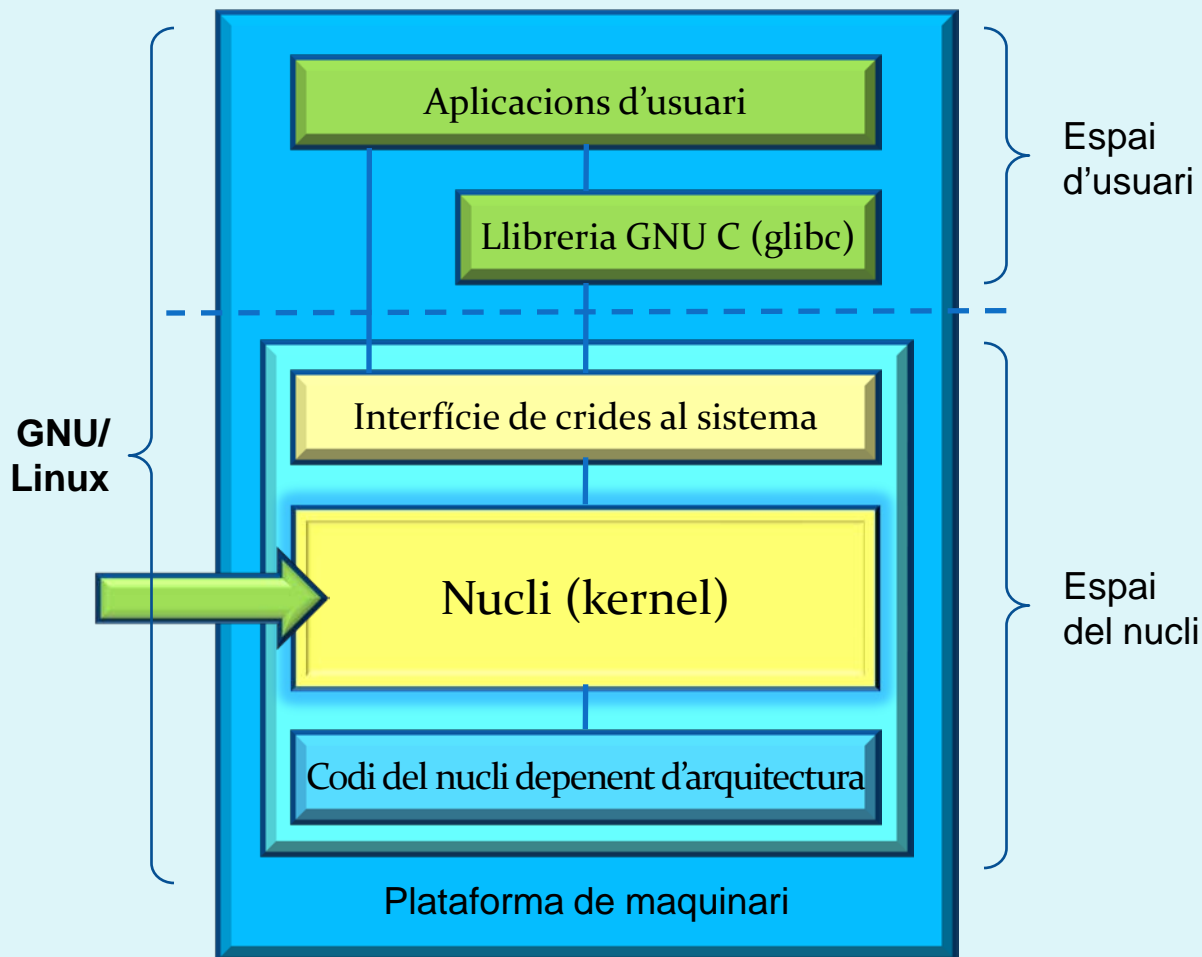 Aplicacions d’usuari
Espai
d’usuari
Llibreria GNU C (glibc)
Interfície de crides al sistema
GNU/
Linux
Nucli (kernel)
Espai
del nucli
Codi del nucli depenent d’arquitectura
Plataforma de maquinari